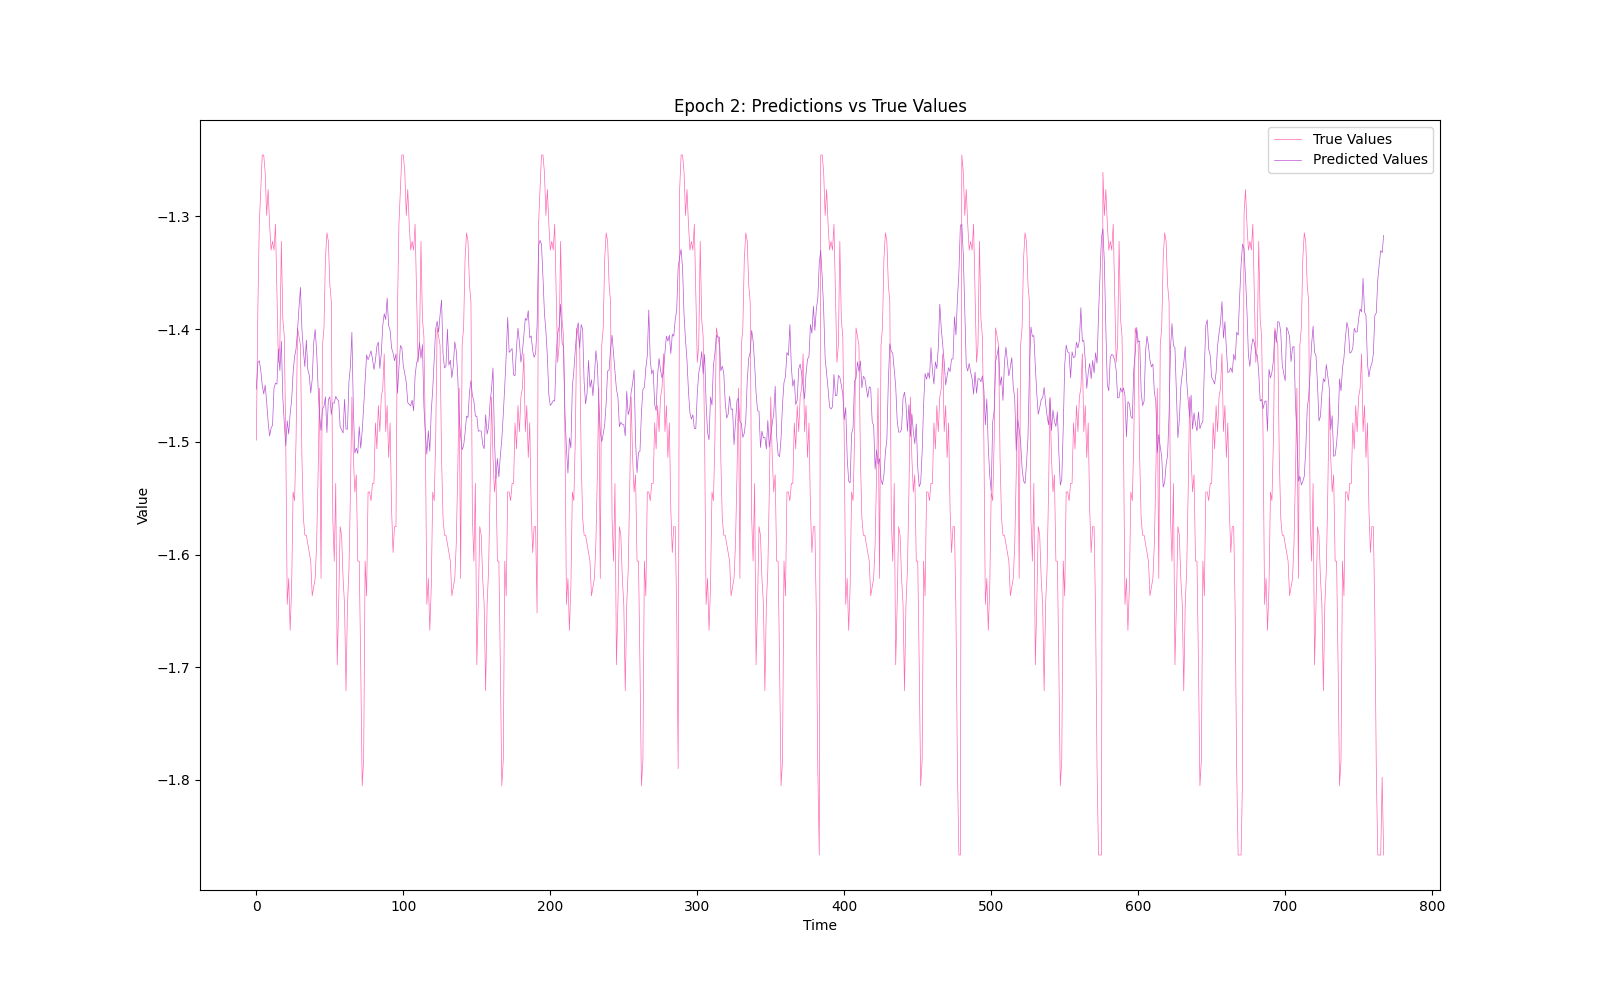 Epoch 2: Predictions vs True Values
True Values
Predicted Values
−1.3
−1.4
−1.5
−1.6
−1.7
−1.8
Value
0 100 200 300 400 500 600 700 800
Time